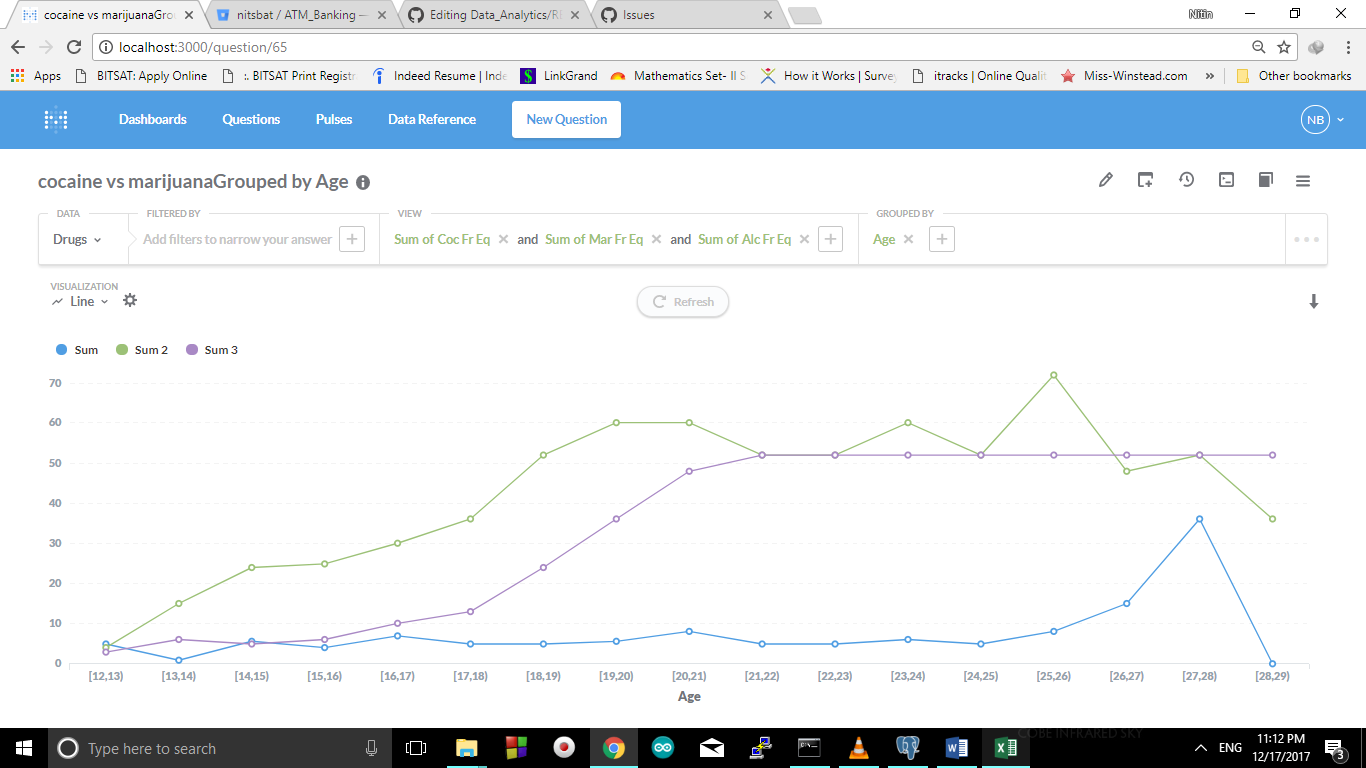 cocaine vs marijuanaGrou
nitsbat / ATM_Banking —
Editing Data_Analytics/RE
Issues
Nitin
localhost:3000/question/65
Apps
BITSAT: Apply Online
:. BITSAT Print Registr
Indeed Resume | Inde
LinkGrand
Mathematics Set- II S
How it Works | Survey
itracks | Online Qualit
Miss-Winstead.com
»
Other bookmarks
Dashboards
Questions
Pulses
Data Reference
New Question
NB
cocaine vs marijuanaGrouped by Age
DATA
FILTERED BY
VIEW
GROUPED BY
Drugs
Add filters to narrow your answer
Sum of Coc Fr Eq and Sum of Mar Fr Eq and Sum of Alc Fr Eq
Age
VISUALIZATION
Line
Refresh
Sum
Sum 2
Sum 3
70
60
50
40
30
20
10
0
[12,13) [13,14) [14,15) [15,16) [16,17) [17,18) [18,19) [19,20) [20,21) [21,22) [22,23) [23,24) [24,25) [25,26) [26,27) [27,28) [28,29)
Age
COBE INFRARED SKY
Type here to search
ENG
11:12 PM
12/17/2017
3